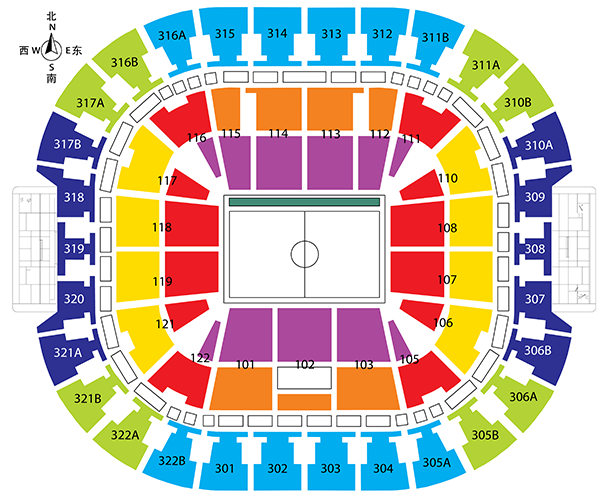 北
N
西 W E 东
S
南
316A 315 314 313 312 311B
316B 311A
317A 310B
317B 310A
116 115 114 113 112 111
117 110
318 309
118 108
319 308
119 107
320 307
121 106
321A 306B
122 101 102 103 105
321B 306A
322A 305B
322B 301 302 303 304 305A